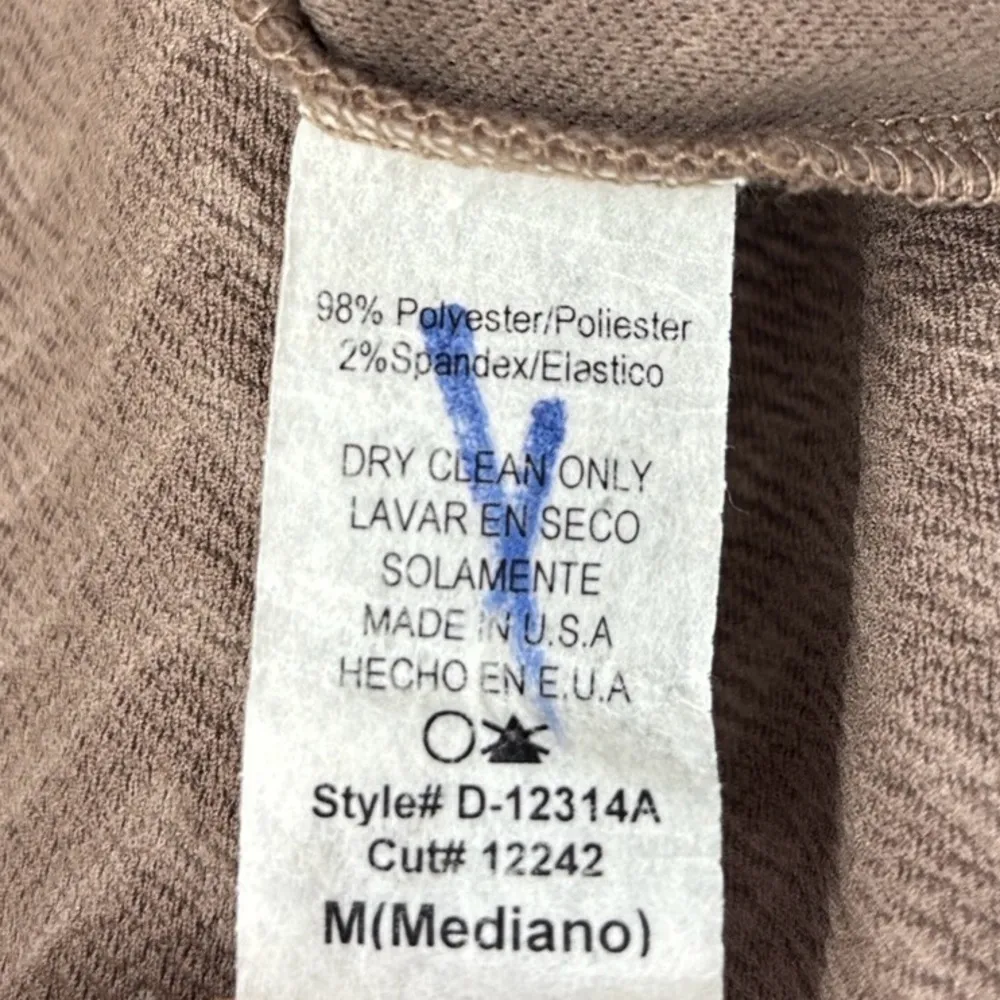 98% Polyester/Poliester
2%Spandex/Elastico
DRY CLEAN ONLY
LAVAR EN SECO
SOLAMENTE
MADE IN U.S.A
HECHO EN E.U.A
Style# D-12314A
Cut# 12242
M(Mediano)